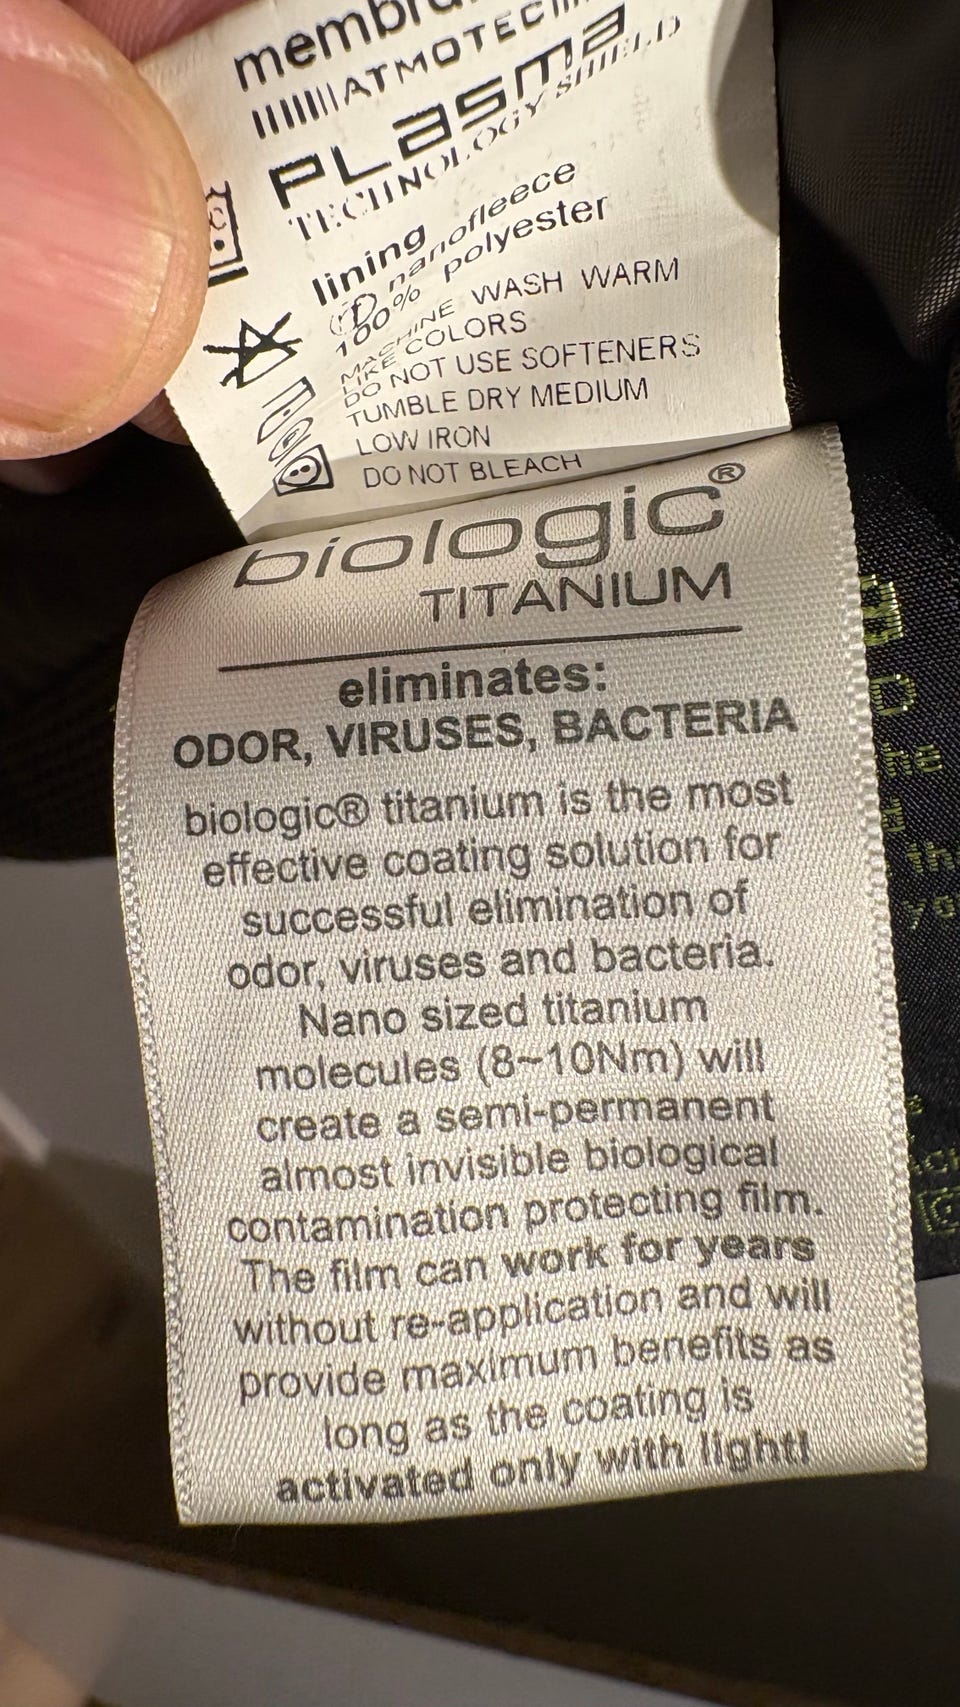 ATMOTEC
PLasma
TECHNOLOGY SHIELD
lining
nanofleece
100% polyester
MACHINE WASH WARM
LIKE COLORS
DO NOT USE SOFTENERS
TUMBLE DRY MEDIUM
LOW IRON
DO NOT BLEACH
biologic®
TITANIUM
eliminates:
ODOR, VIRUSES, BACTERIA
biologic® titanium is the most
effective coating solution for
successful elimination of
odor, viruses and bacteria.
Nano sized titanium
molecules (8~10Nm) will
create a semi-permanent
almost invisible biological
contamination protecting film.
The film can work for years
without re-application and will
provide maximum benefits as
long as the coating is
activated only with light!